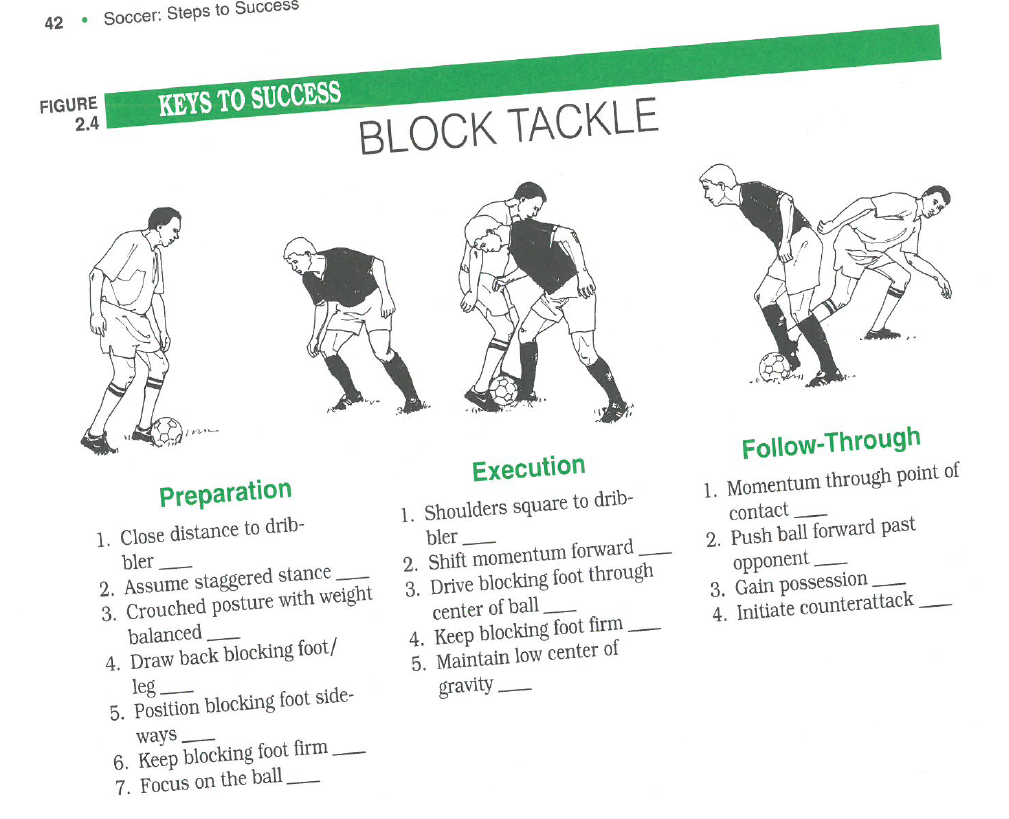 42 • Soccer: Steps to Success
FIGURE
2.4
KEYS TO SUCCESS
BLOCK TACKLE
Preparation
1. Close distance to drib-
bler ___
2. Assume staggered stance ___
3. Crouched posture with weight
balanced ___
4. Draw back blocking foot/
leg ___
5. Position blocking foot side-
ways ___
6. Keep blocking foot firm ___
7. Focus on the ball ___
Execution
1. Shoulders square to drib-
bler ___
2. Shift momentum forward ___
3. Drive blocking foot through
center of ball ___
4. Keep blocking foot firm ___
5. Maintain low center of
gravity ___
Follow-Through
1. Momentum through point of
contact ___
2. Push ball forward past
opponent ___
3. Gain possession ___
4. Initiate counterattack ___